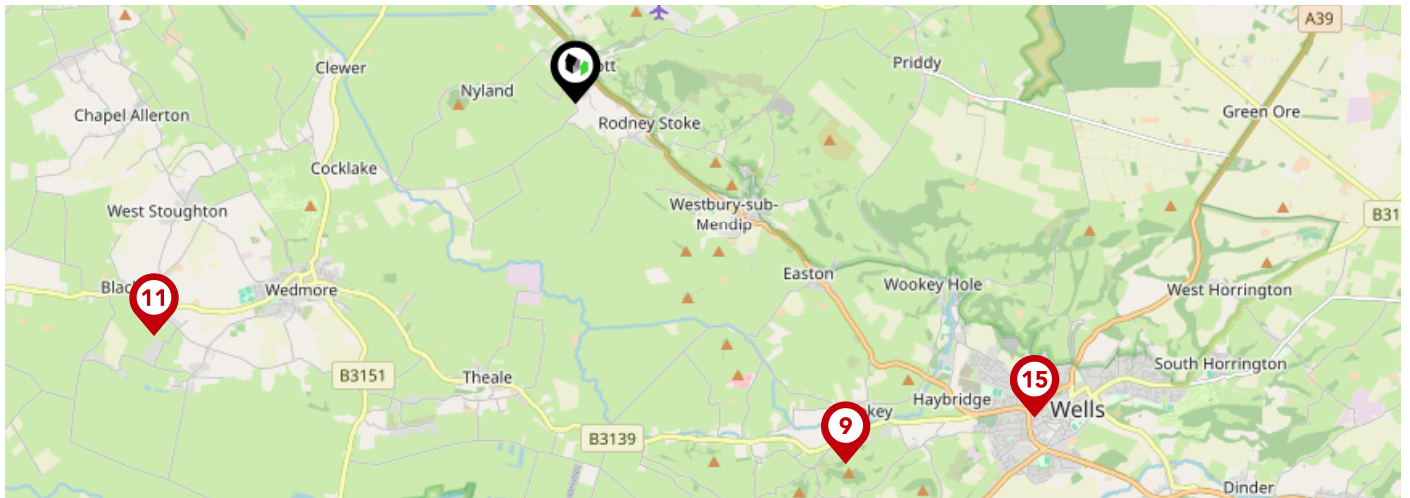 A39
Clewer
Priddy
Nyland
Chapel Allerton
Green Ore
Rodney Stoke
Cocklake
West Stoughton
Westbury-sub-
Mendip
B31
Easton
Wookey Hole
11
Wedmore
West Horrington
B3151
Theale
South Horrington
15
Haybridge
Wells
9
B3139
Dinder